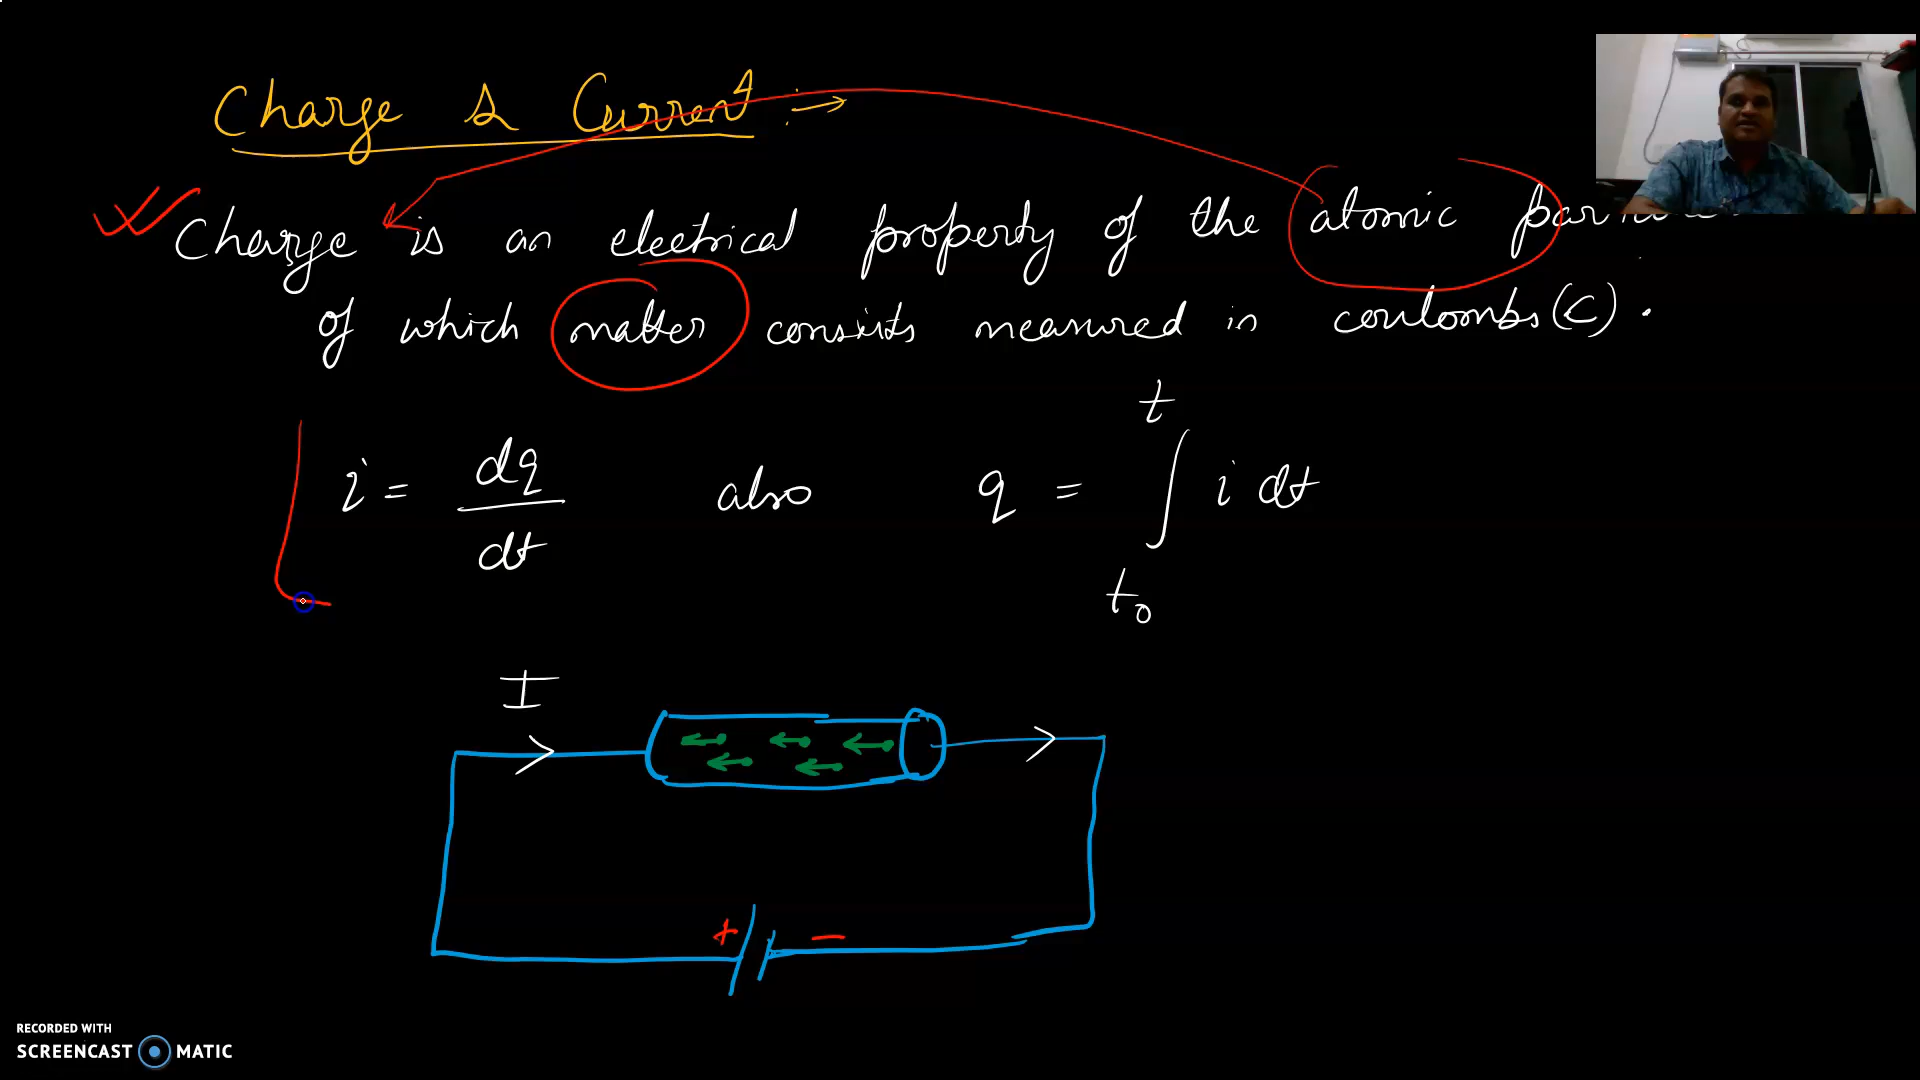 Charge & Current :→
Charge is an electrical property of the atomic
of which matter consists measured in coulombs (C).
i = dq/dt also q = ∫ i dt
t
t₀
I
+ −
RECORDED WITH
SCREENCAST MATIC